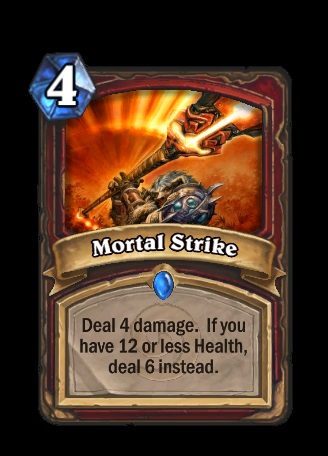 4
Mortal Strike
Deal 4 damage. If you
have 12 or less Health,
deal 6 instead.